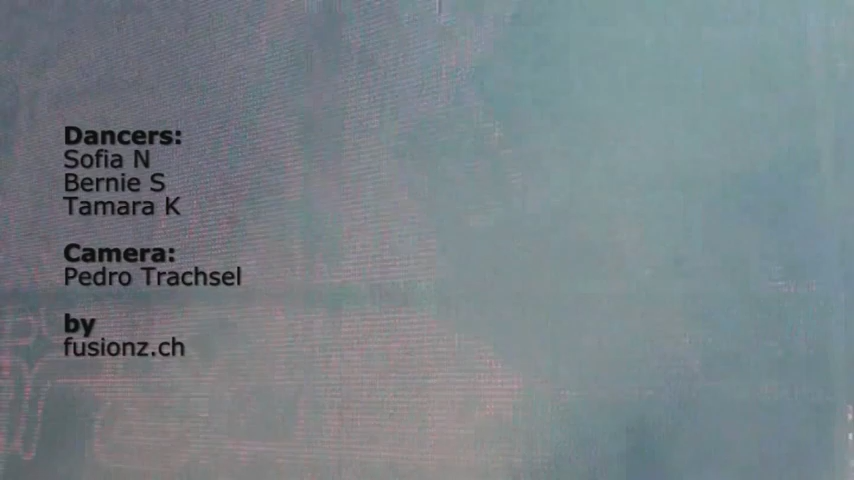 Dancers:
Sofia N
Bernie S
Tamara K
Camera:
Pedro Trachsel
by
fusionz.ch